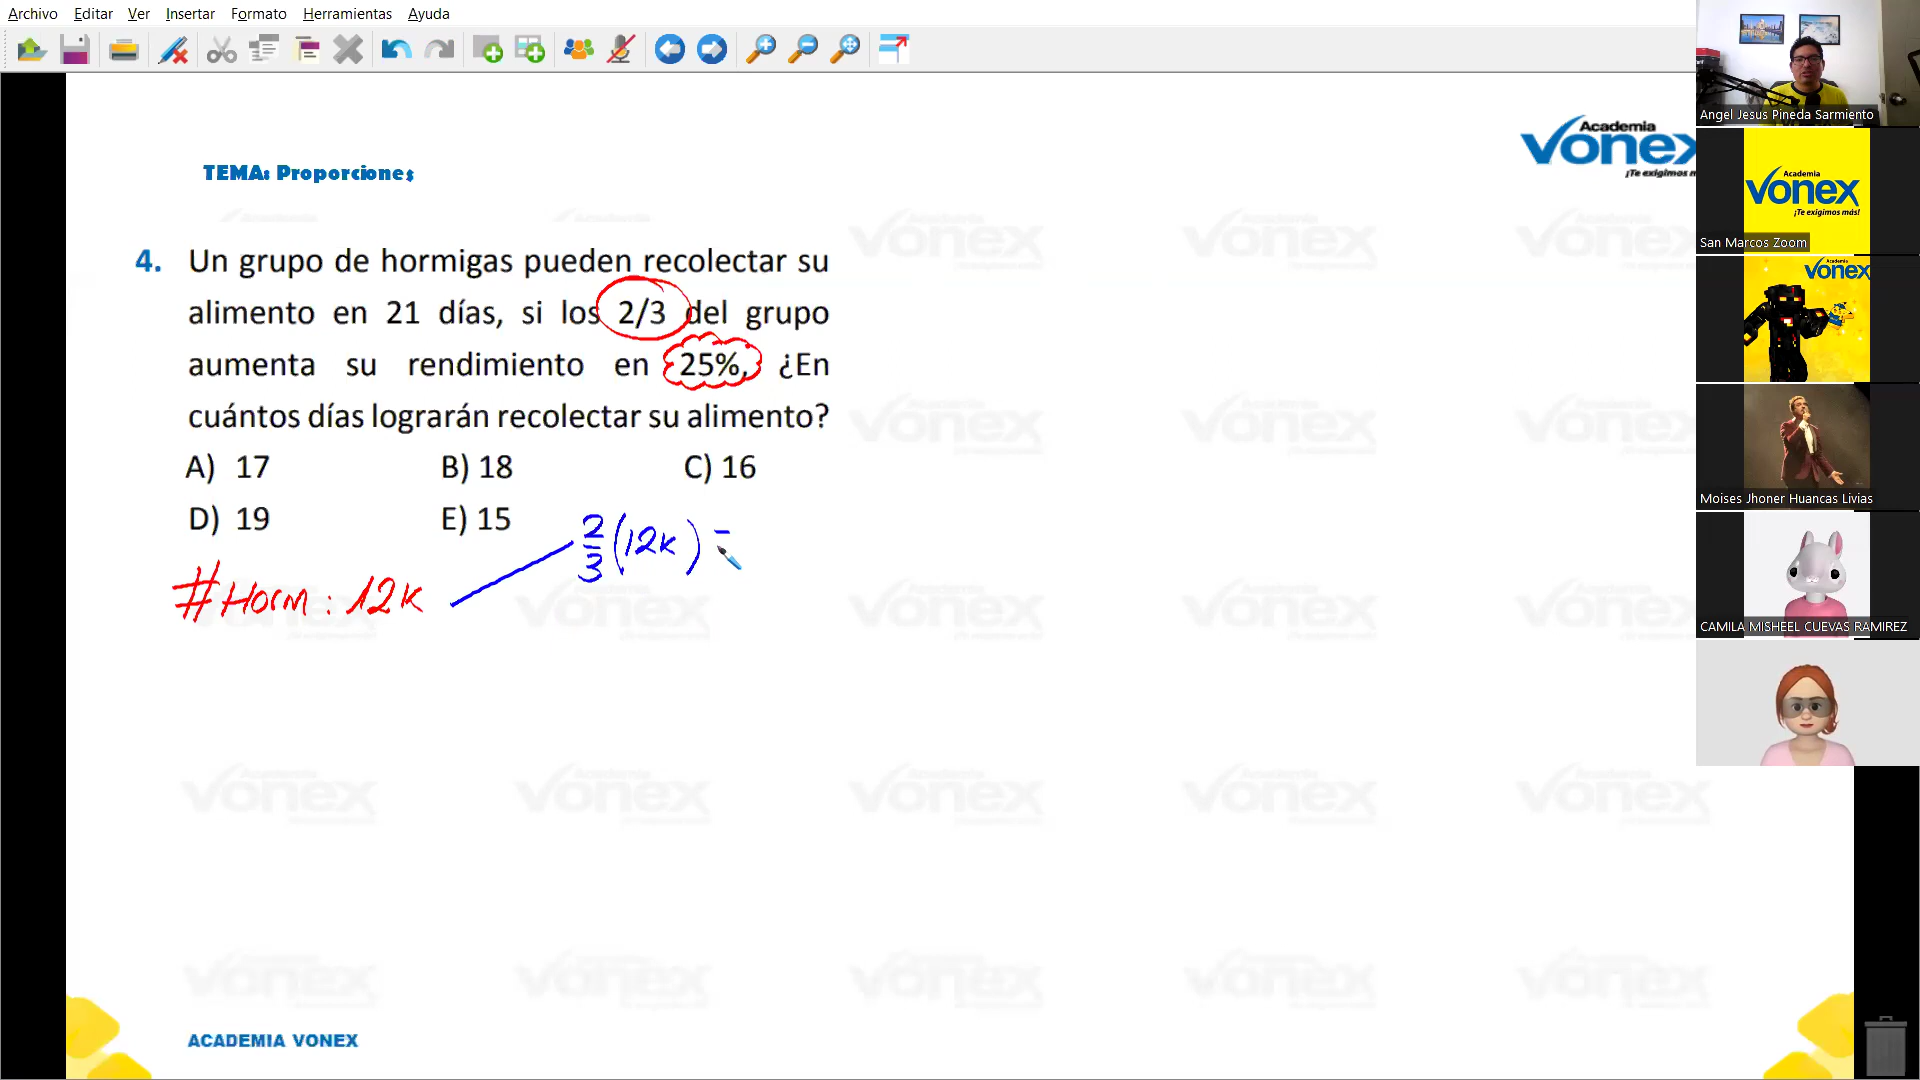 Archivo Editar Ver Insertar Formato Herramientas Ayuda
Angel Jesus Pineda Sarmiento
Academia
vonex
¡Te exigimos m
TEMA: Proporciones
Academia
vonex
¡Te exigimos más!
San Marcos Zoom
Academia
vonex
4. Un grupo de hormigas pueden recolectar su
alimento en 21 días, si los 2/3 del grupo
aumenta su rendimiento en 25%, ¿En
cuántos días lograrán recolectar su alimento?
A) 17 B) 18 C) 16
D) 19 E) 15
2/3 (12k) =
# Horm : 12k
Moises Jhoner Huancas Livias
CAMILA MISHEEL CUEVAS RAMIREZ
ACADEMIA VONEX